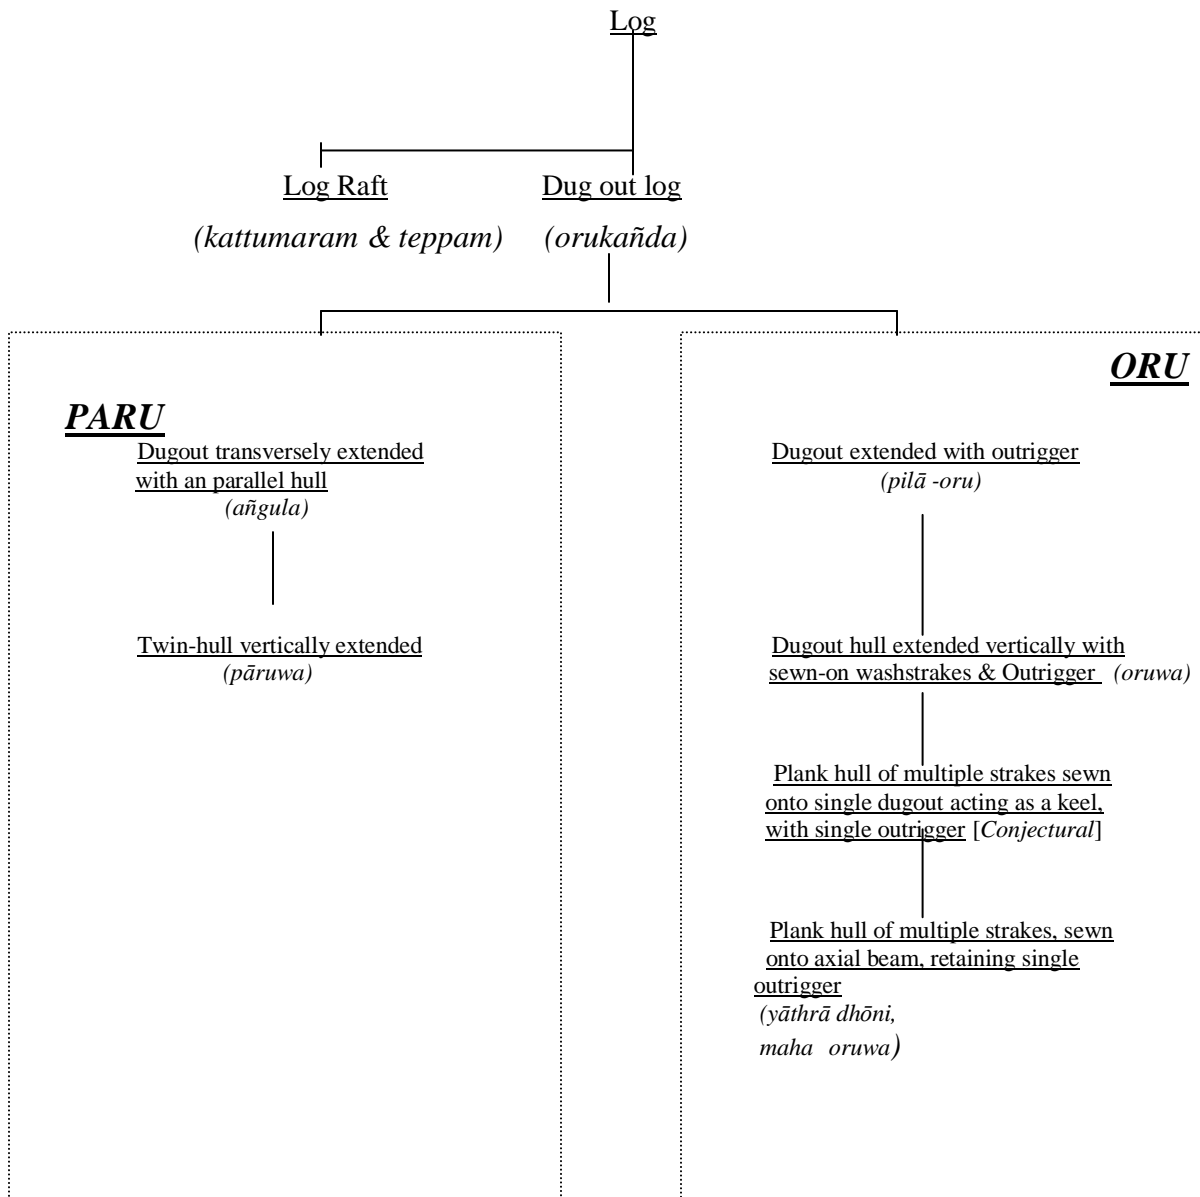 Log
Log Raft
(kattumaram & teppam)
Dug out log
(orukañda)
PARU
Dugout transversely extended
with an parallel hull
(añgula)
Twin-hull vertically extended
(pāruwa)
ORU
Dugout extended with outrigger
(pilā -oru)
Dugout hull extended vertically with
sewn-on washstrakes & Outrigger (oruwa)
Plank hull of multiple strakes sewn
onto single dugout acting as a keel,
with single outrigger [Conjectural]
Plank hull of multiple strakes, sewn
onto axial beam, retaining single
outrigger
(yāthrā dhōni,
maha oruwa)